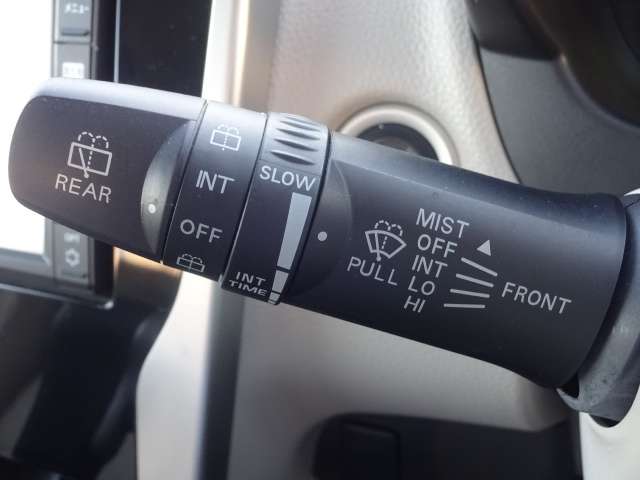 REAR
INT
OFF
SLOW
INT
TIME
PULL
MIST
OFF
INT
LO
HI
FRONT